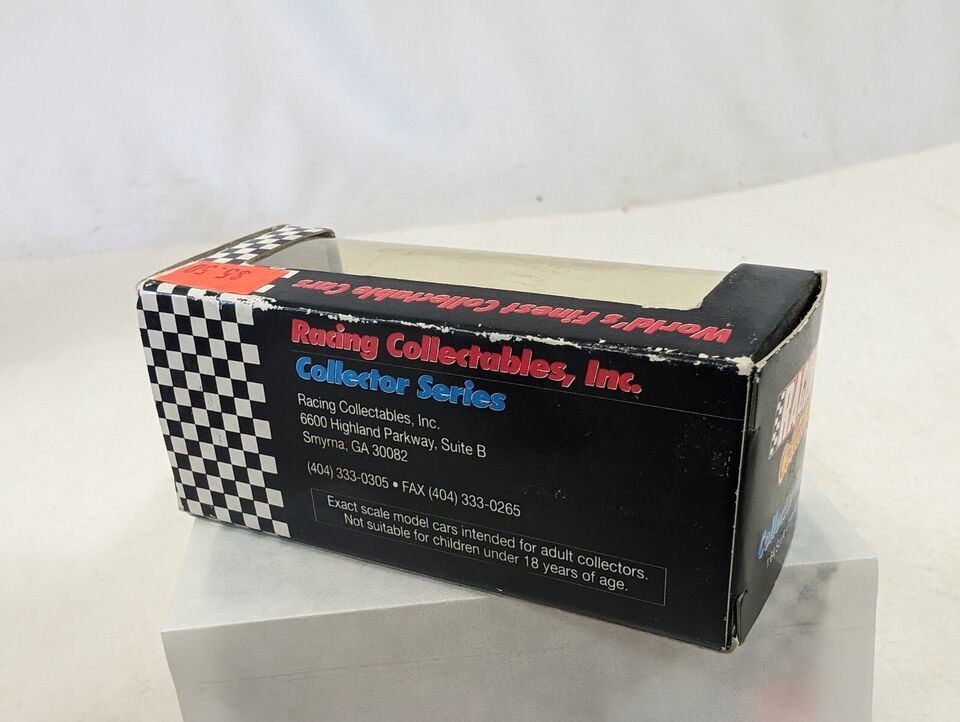 $5.50
World's Finest Collectable Cars
Racing Collectables, Inc.
Collector Series
Racing Collectables, Inc.
6600 Highland Parkway, Suite B
Smyrna, GA 30082
(404) 333-0305 • FAX (404) 333-0265
Exact scale model cars intended for adult collectors.
Not suitable for children under 18 years of age.